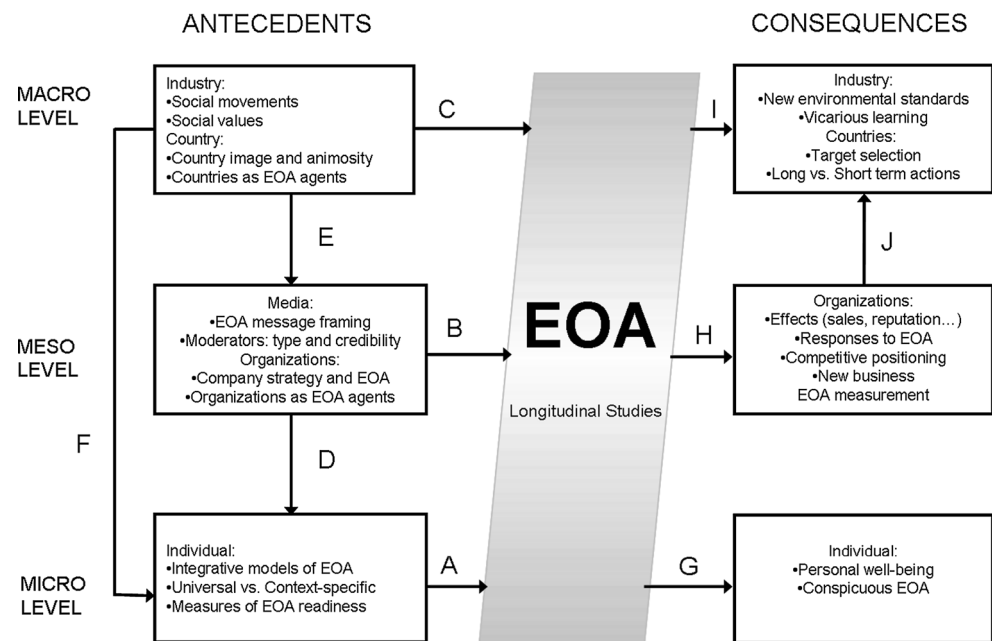 ANTECEDENTS
CONSEQUENCES
MACRO
LEVEL
Industry:
•Social movements
•Social values
Country:
•Country image and animosity
•Countries as EOA agents
C
I
Industry:
•New environmental standards
•Vicarious learning
Countries:
•Target selection
•Long vs. Short term actions
E
J
MESO
LEVEL
Media:
•EOA message framing
•Moderators: type and credibility
Organizations:
•Company strategy and EOA
•Organizations as EOA agents
B
EOA
Longitudinal Studies
H
Organizations:
•Effects (sales, reputation…)
•Responses to EOA
•Competitive positioning
•New business
EOA measurement
F
D
MICRO
LEVEL
Individual:
•Integrative models of EOA
•Universal vs. Context-specific
•Measures of EOA readiness
A
G
Individual:
•Personal well-being
•Conspicuous EOA